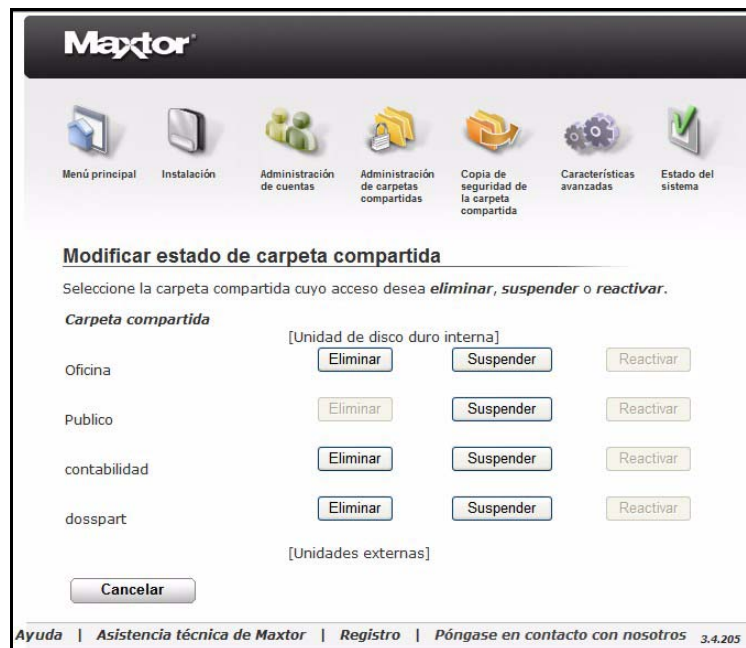 Maxtor
Menú principal
Instalación
Administración de cuentas
Administración de carpetas compartidas
Copia de seguridad de la carpeta compartida
Características avanzadas
Estado del sistema
Modificar estado de carpeta compartida
Seleccione la carpeta compartida cuyo acceso desea eliminar, suspender o reactivar.
Carpeta compartida
[Unidad de disco duro interna]
Oficina Eliminar Suspender Reactivar
Publico Eliminar Suspender Reactivar
contabilidad Eliminar Suspender Reactivar
dosspart Eliminar Suspender Reactivar
[Unidades externas]
Cancelar
Ayuda | Asistencia técnica de Maxtor | Registro | Póngase en contacto con nosotros 3.4.205